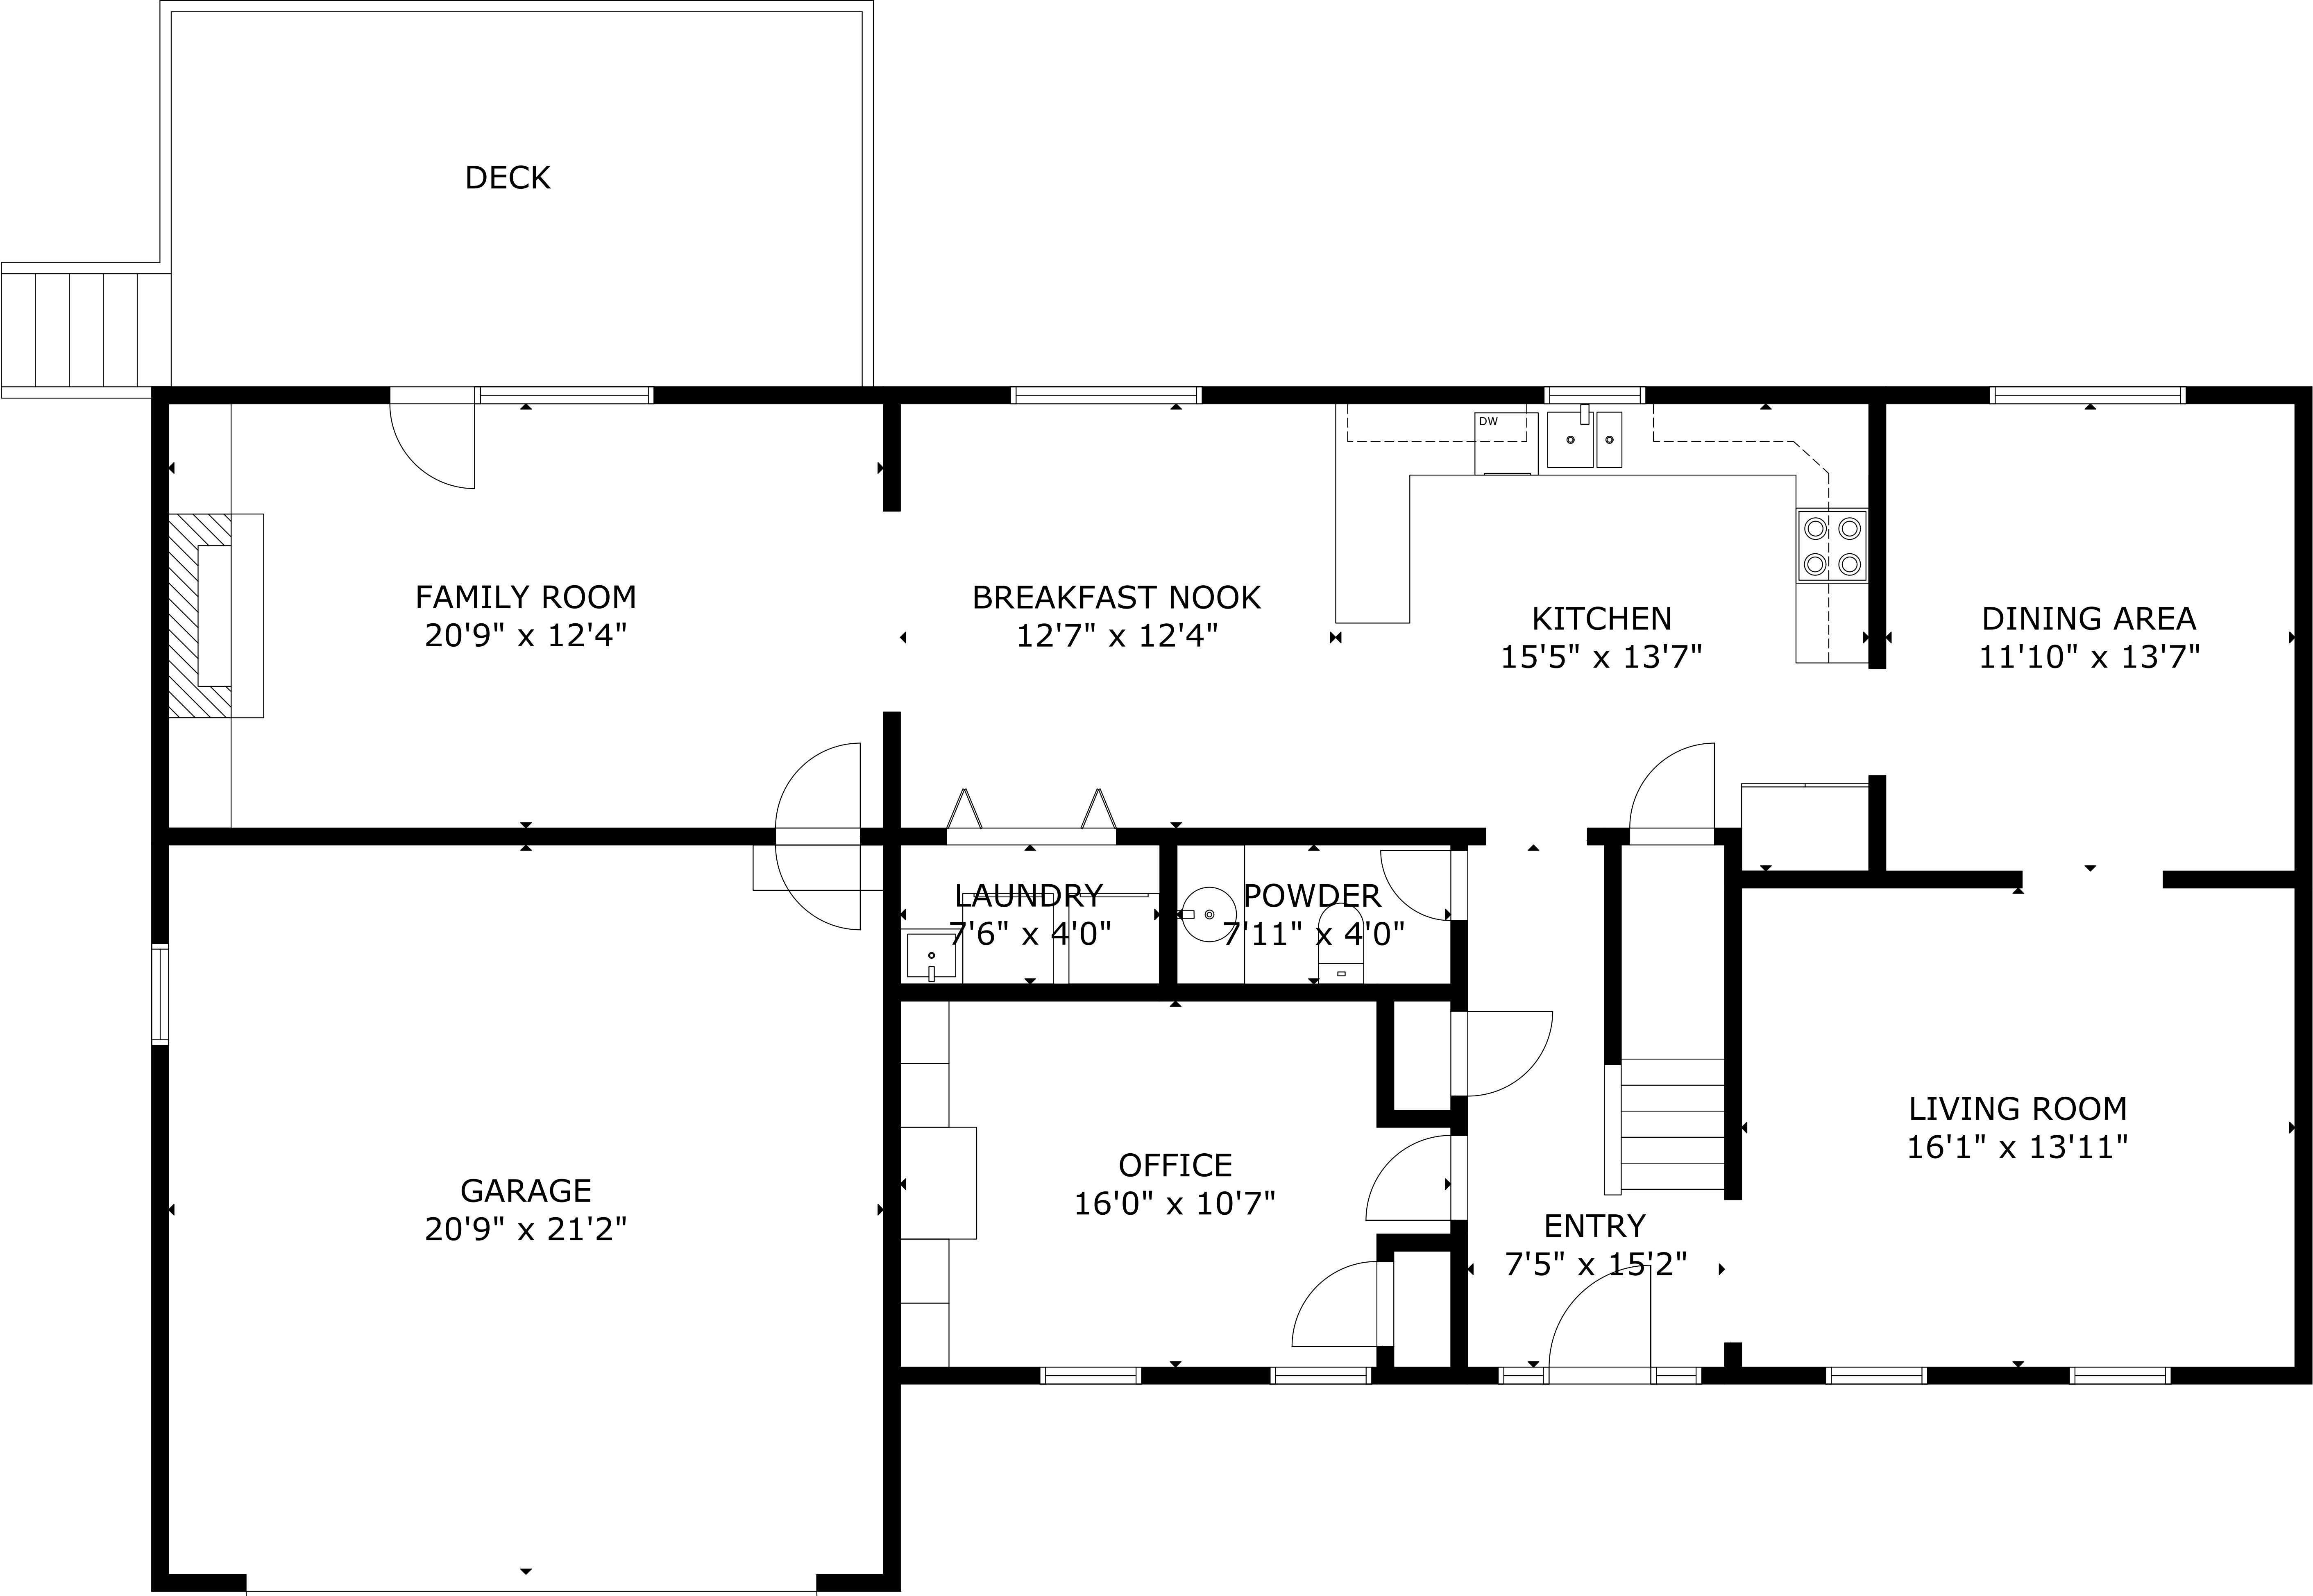 DECK
DW
FAMILY ROOM
20'9" x 12'4"
BREAKFAST NOOK
12'7" x 12'4"
KITCHEN
15'5" x 13'7"
DINING AREA
11'10" x 13'7"
LAUNDRY
7'6" x 4'0"
POWDER
7'11" x 4'0"
LIVING ROOM
16'1" x 13'11"
OFFICE
16'0" x 10'7"
GARAGE
20'9" x 21'2"
ENTRY
7'5" x 15'2"